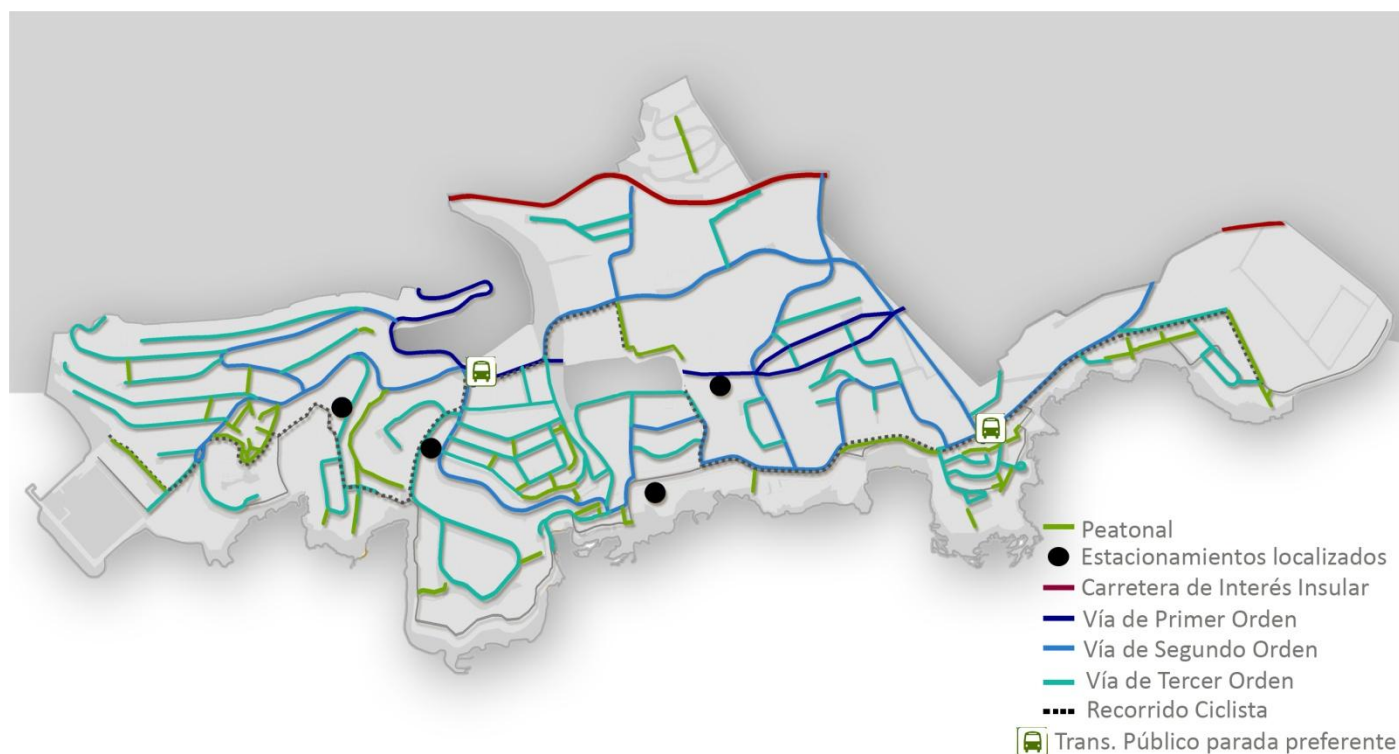 Peatonal
Estacionamientos localizados
Carretera de Interés Insular
Vía de Primer Orden
Vía de Segundo Orden
Vía de Tercer Orden
Recorrido Ciclista
Trans. Público parada preferente